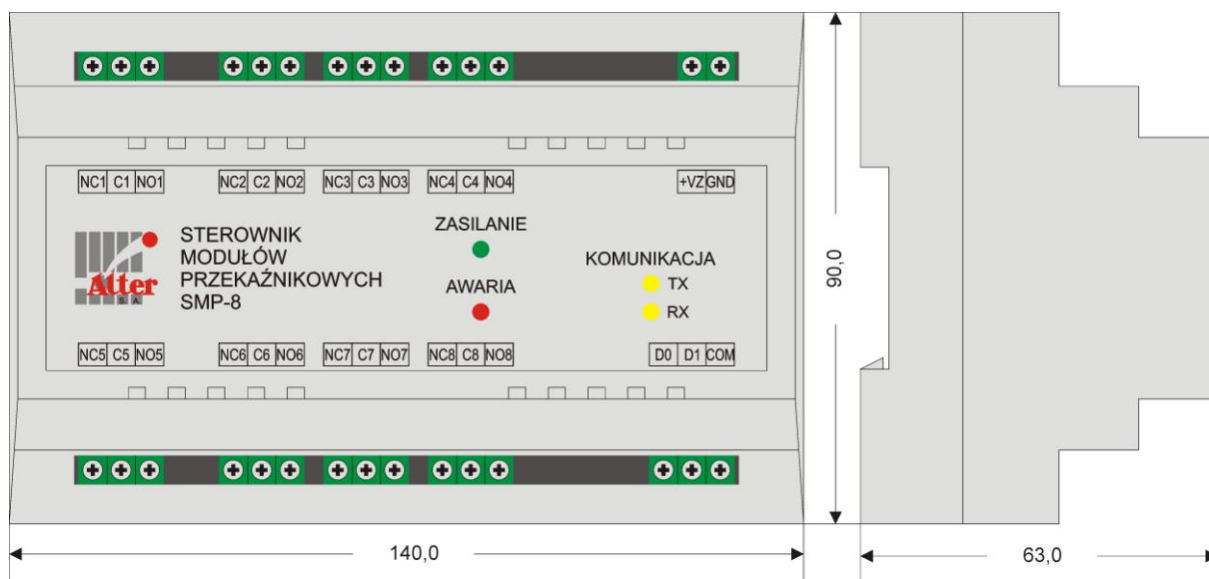 NC1 C1 NO1 NC2 C2 NO2 NC3 C3 NO3 NC4 C4 NO4 +VZ GND
Alter
S.A.
STEROWNIK
MODUŁÓW
PRZEKAŹNIKOWYCH
SMP-8
ZASILANIE
AWARIA
KOMUNIKACJA
TX
RX
NC5 C5 NO5 NC6 C6 NO6 NC7 C7 NO7 NC8 C8 NO8 D0 D1 COM
90,0
140,0
63,0